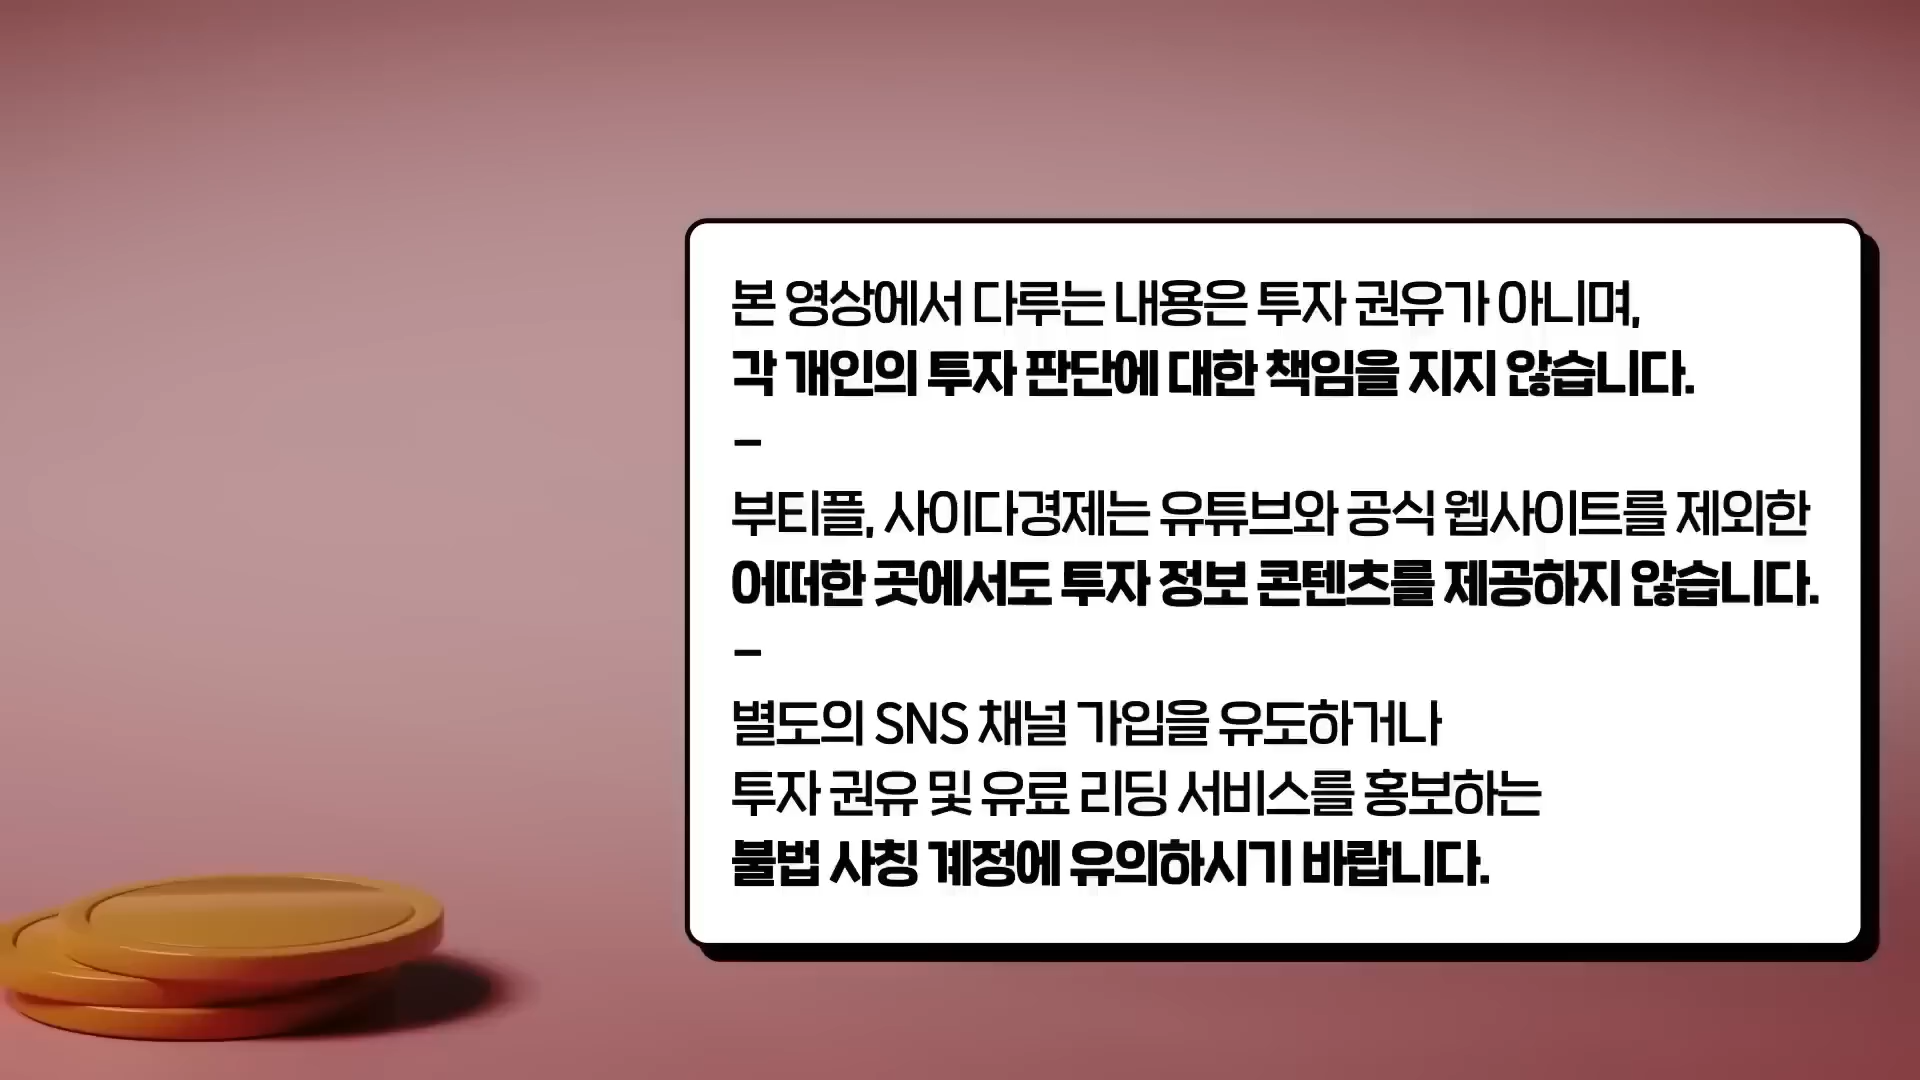 본 영상에서 다루는 내용은 투자 권유가 아니며,
각 개인의 투자 판단에 대한 책임을 지지 않습니다.
–
부티플, 사이다경제는 유튜브와 공식 웹사이트를 제외한
어떠한 곳에서도 투자 정보 콘텐츠를 제공하지 않습니다.
–
별도의 SNS 채널 가입을 유도하거나
투자 권유 및 유료 리딩 서비스를 홍보하는
불법 사칭 계정에 유의하시기 바랍니다.